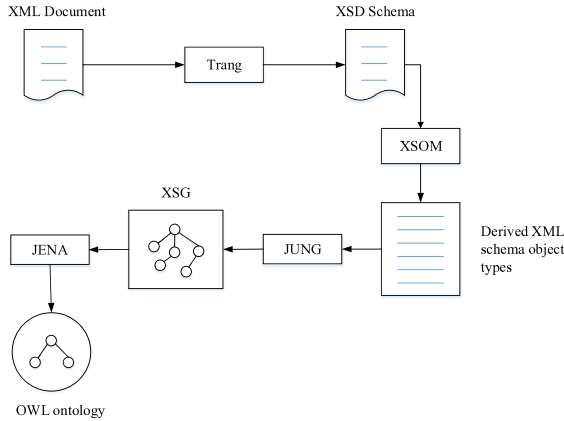 XML Document
XSD Schema
Trang
XSOM
XSG
Derived XML
schema object
types
JENA
JUNG
OWL ontology